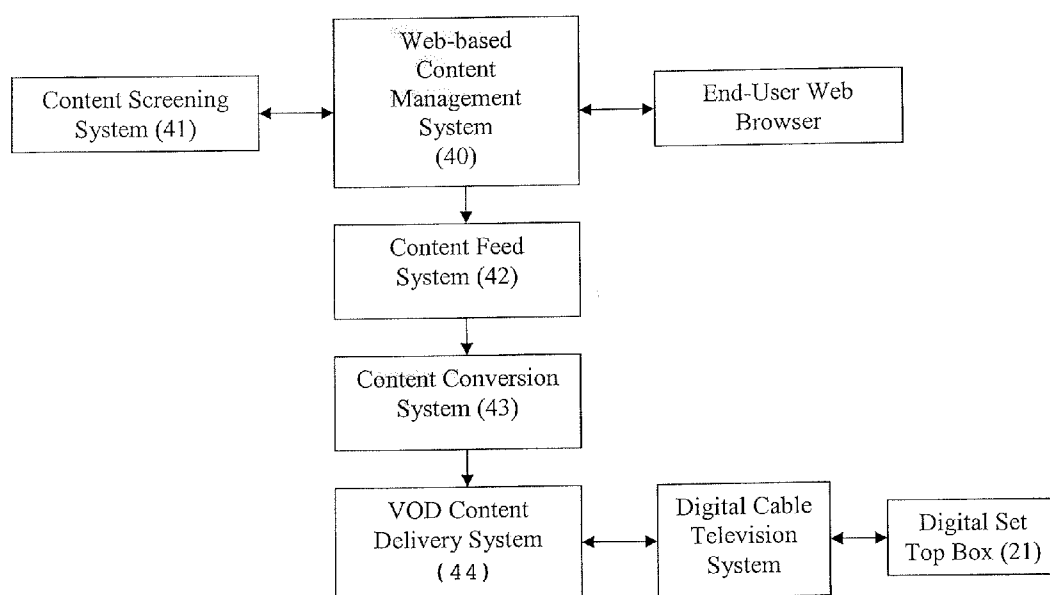 Web-based
Content
Management
System
(40)
Content Screening
System (41)
End-User Web
Browser
Content Feed
System (42)
Content Conversion
System (43)
VOD Content
Delivery System
(44)
Digital Cable
Television
System
Digital Set
Top Box (21)